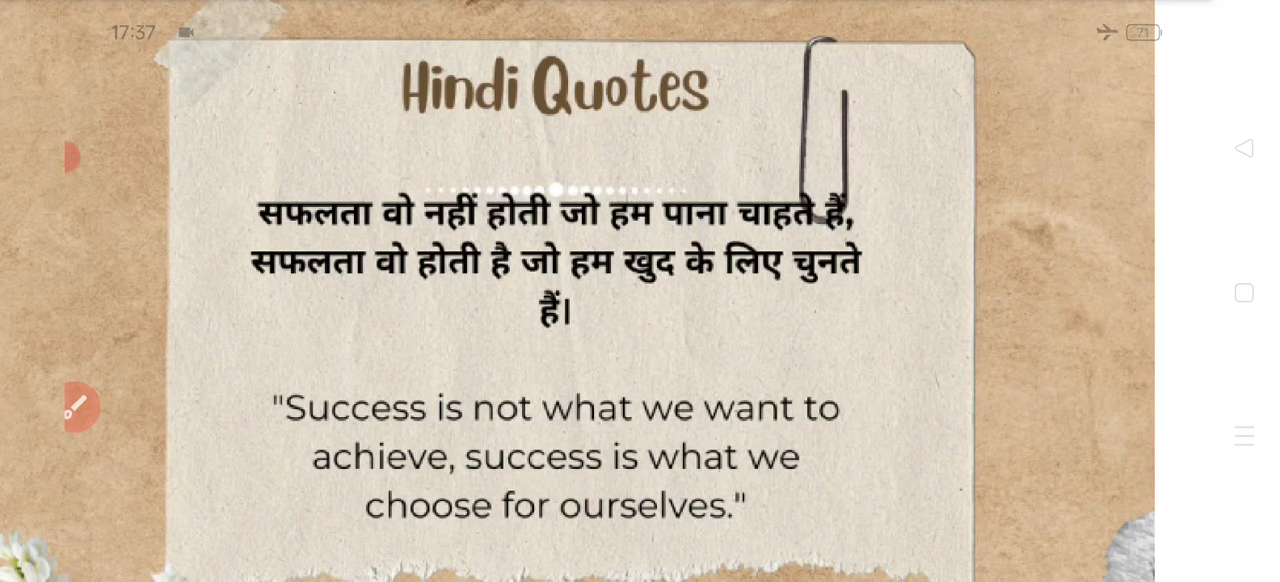 17:37
71
Hindi Quotes
सफलता वो नहीं होती जो हम पाना चाहते हैं,
सफलता वो होती है जो हम खुद के लिए चुनते
हैं।
"Success is not what we want to
achieve, success is what we
choose for ourselves."